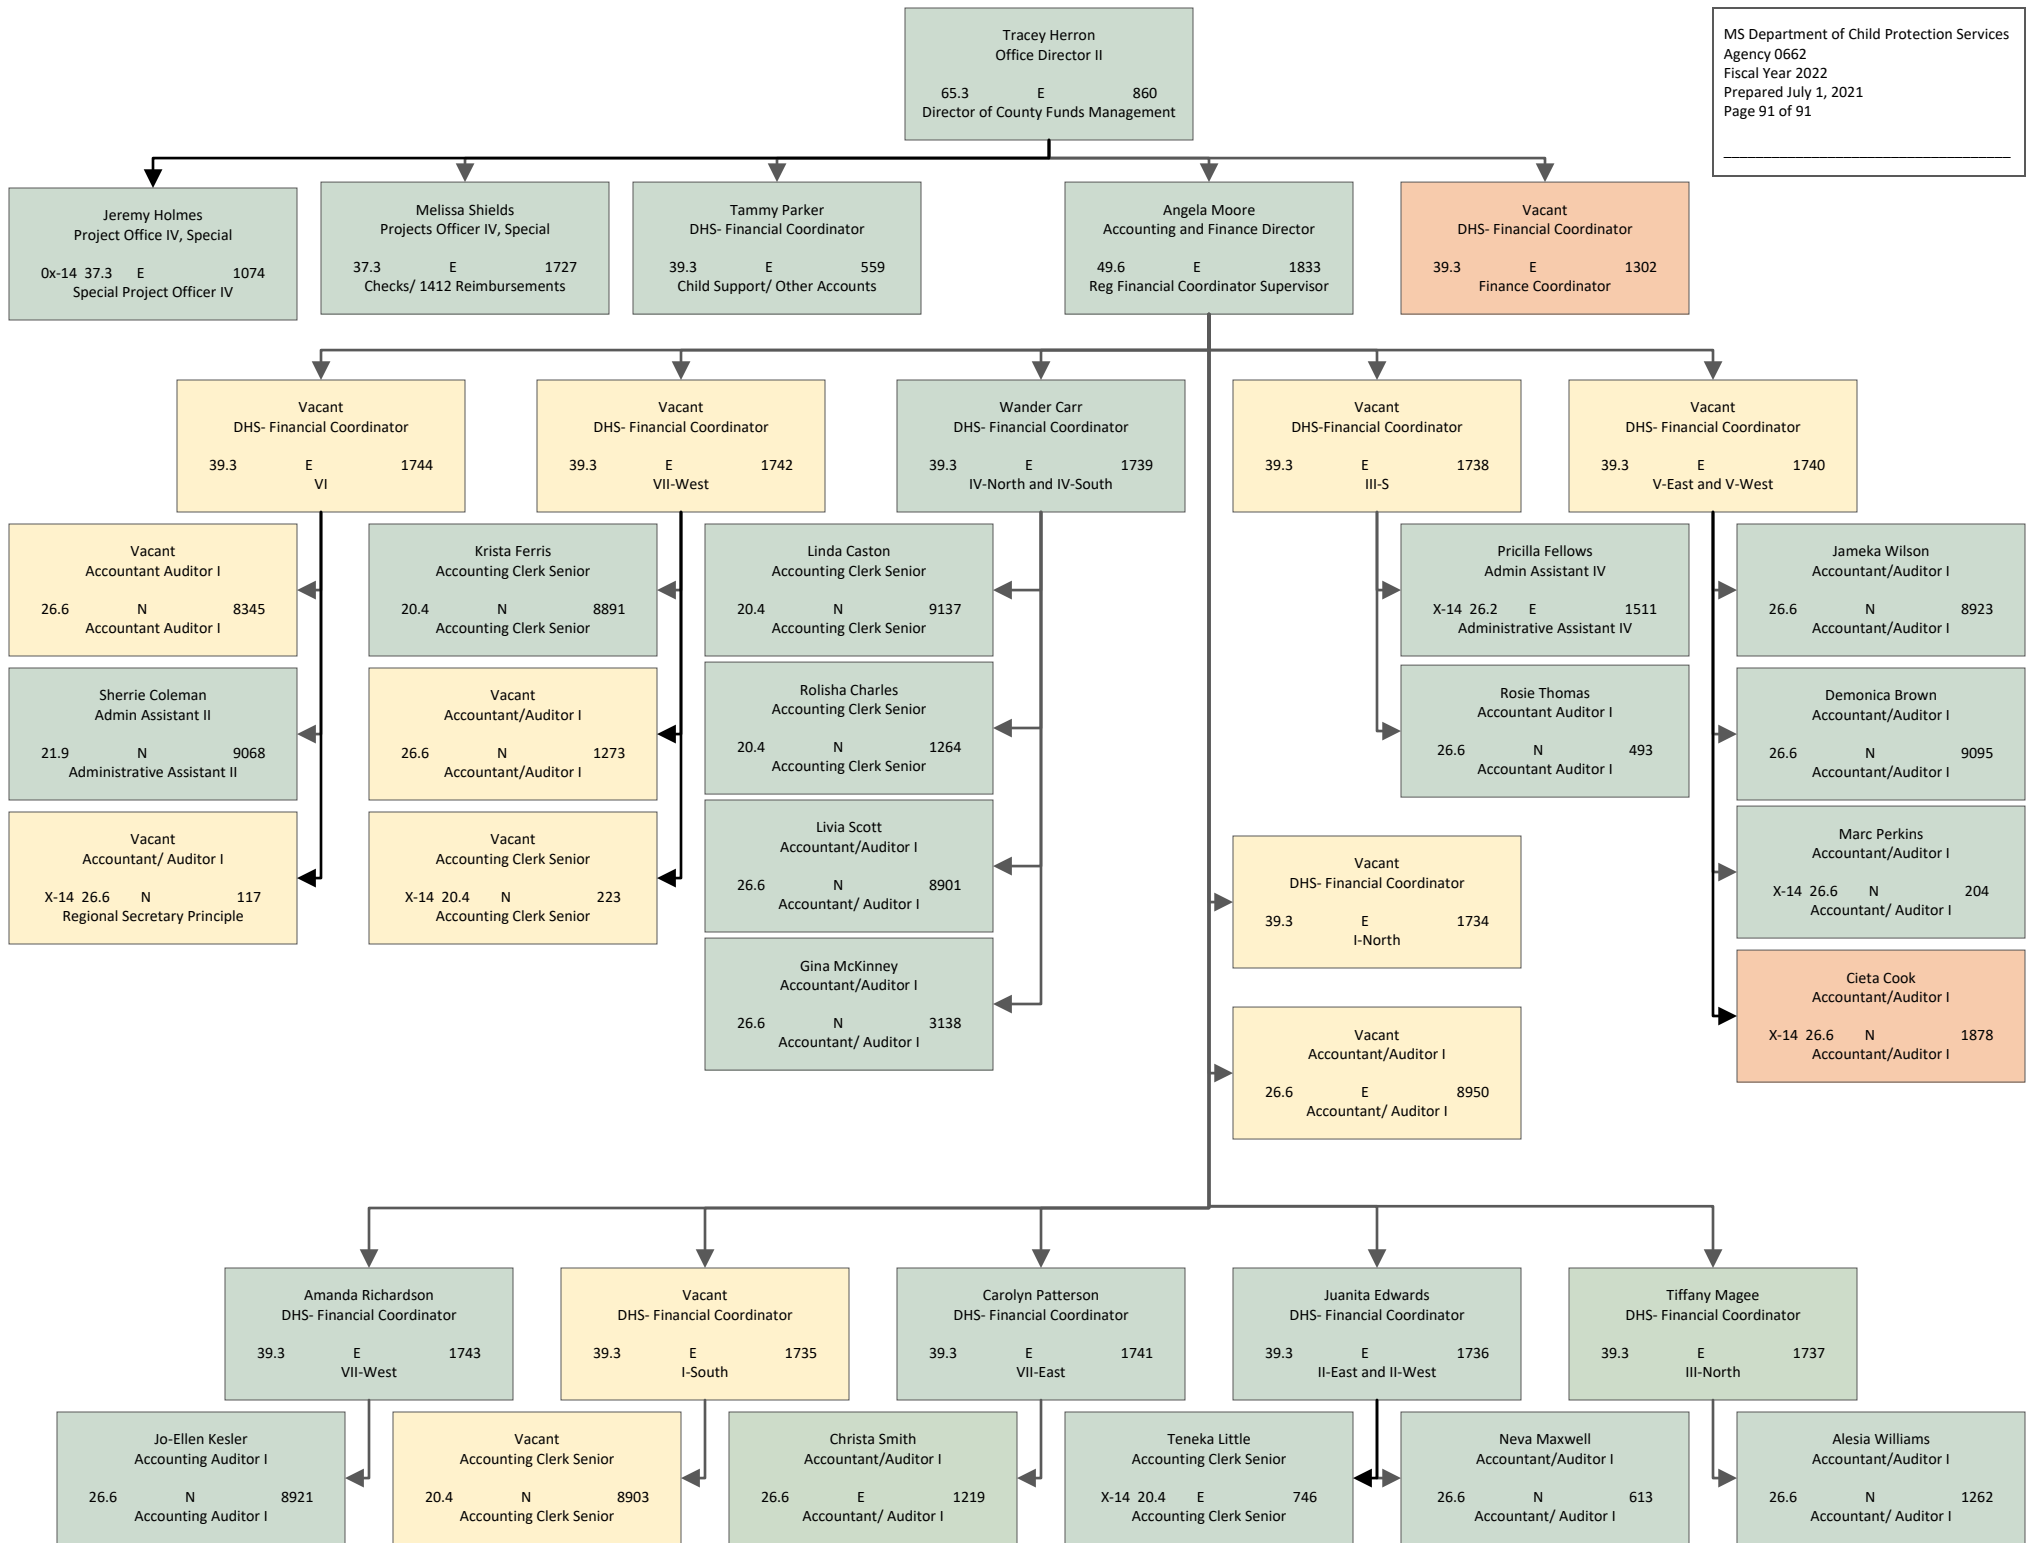 Tracey Herron
Office Director II
65.3 E 860
Director of County Funds Management
MS Department of Child Protection Services
Agency 0662
Fiscal Year 2022
Prepared July 1, 2021
Page 91 of 91
Jeremy Holmes
Project Office IV, Special
0x-14 37.3 E 1074
Special Project Officer IV
Melissa Shields
Projects Officer IV, Special
37.3 E 1727
Checks/ 1412 Reimbursements
Tammy Parker
DHS- Financial Coordinator
39.3 E 559
Child Support/ Other Accounts
Angela Moore
Accounting and Finance Director
49.6 E 1833
Reg Financial Coordinator Supervisor
Vacant
DHS- Financial Coordinator
39.3 E 1302
Finance Coordinator
Vacant
DHS- Financial Coordinator
39.3 E 1744
VI
Vacant
DHS- Financial Coordinator
39.3 E 1742
VII-West
Wander Carr
DHS- Financial Coordinator
39.3 E 1739
IV-North and IV-South
Vacant
DHS-Financial Coordinator
39.3 E 1738
III-S
Vacant
DHS- Financial Coordinator
39.3 E 1740
V-East and V-West
Vacant
Accountant Auditor I
26.6 N 8345
Accountant Auditor I
Krista Ferris
Accounting Clerk Senior
20.4 N 8891
Accounting Clerk Senior
Linda Caston
Accounting Clerk Senior
20.4 N 9137
Accounting Clerk Senior
Pricilla Fellows
Admin Assistant IV
X-14 26.2 E 1511
Administrative Assistant IV
Jameka Wilson
Accountant/Auditor I
26.6 N 8923
Accountant/Auditor I
Sherrie Coleman
Admin Assistant II
21.9 N 9068
Administrative Assistant II
Vacant
Accountant/Auditor I
26.6 N 1273
Accountant/Auditor I
Rolisha Charles
Accounting Clerk Senior
20.4 N 1264
Accounting Clerk Senior
Rosie Thomas
Accountant Auditor I
26.6 N 493
Accountant Auditor I
Demonica Brown
Accountant/Auditor I
26.6 N 9095
Accountant/Auditor I
Vacant
Accountant/ Auditor I
X-14 26.6 N 117
Regional Secretary Principle
Vacant
Accounting Clerk Senior
X-14 20.4 N 223
Accounting Clerk Senior
Livia Scott
Accountant/Auditor I
26.6 N 8901
Accountant/ Auditor I
Vacant
DHS- Financial Coordinator
39.3 E 1734
I-North
Marc Perkins
Accountant/Auditor I
X-14 26.6 N 204
Accountant/ Auditor I
Gina McKinney
Accountant/Auditor I
26.6 N 3138
Accountant/ Auditor I
Vacant
Accountant/Auditor I
26.6 E 8950
Accountant/ Auditor I
Cieta Cook
Accountant/Auditor I
X-14 26.6 N 1878
Accountant/Auditor I
Amanda Richardson
DHS- Financial Coordinator
39.3 E 1743
VII-West
Vacant
DHS- Financial Coordinator
39.3 E 1735
I-South
Carolyn Patterson
DHS- Financial Coordinator
39.3 E 1741
VII-East
Juanita Edwards
DHS- Financial Coordinator
39.3 E 1736
II-East and II-West
Tiffany Magee
DHS- Financial Coordinator
39.3 E 1737
III-North
Jo-Ellen Kesler
Accounting Auditor I
26.6 N 8921
Accounting Auditor I
Vacant
Accounting Clerk Senior
20.4 N 8903
Accounting Clerk Senior
Christa Smith
Accountant/Auditor I
26.6 E 1219
Accountant/ Auditor I
Teneka Little
Accounting Clerk Senior
X-14 20.4 E 746
Accounting Clerk Senior
Neva Maxwell
Accountant/Auditor I
26.6 N 613
Accountant/ Auditor I
Alesia Williams
Accountant/Auditor I
26.6 N 1262
Accountant/ Auditor I